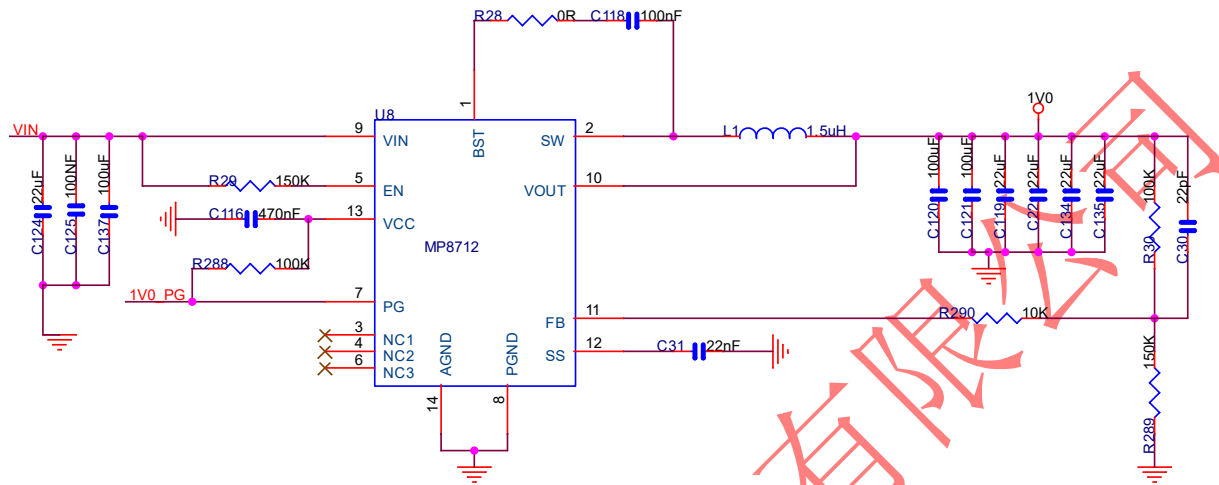 R28 0R C118 100nF
1V0
U8
1
VIN 9 VIN BST SW 2 L1 1.5uH
C124 22uF
C125 100NF
C137 100uF
R29 150K 5 EN VOUT 10
C116 470nF 13 VCC
MP8712
R288 100K
1V0_PG 7 PG
3 NC1
4 NC2
6 NC3
AGND 14
PGND 8
FB 11 R290 10K
SS 12 C31 22nF
C120 100uF
C121 100uF
C119 22uF
C22 22uF
C134 22uF
C135 22uF
R30 100K
C30 22pF
R289 150K
有限公司